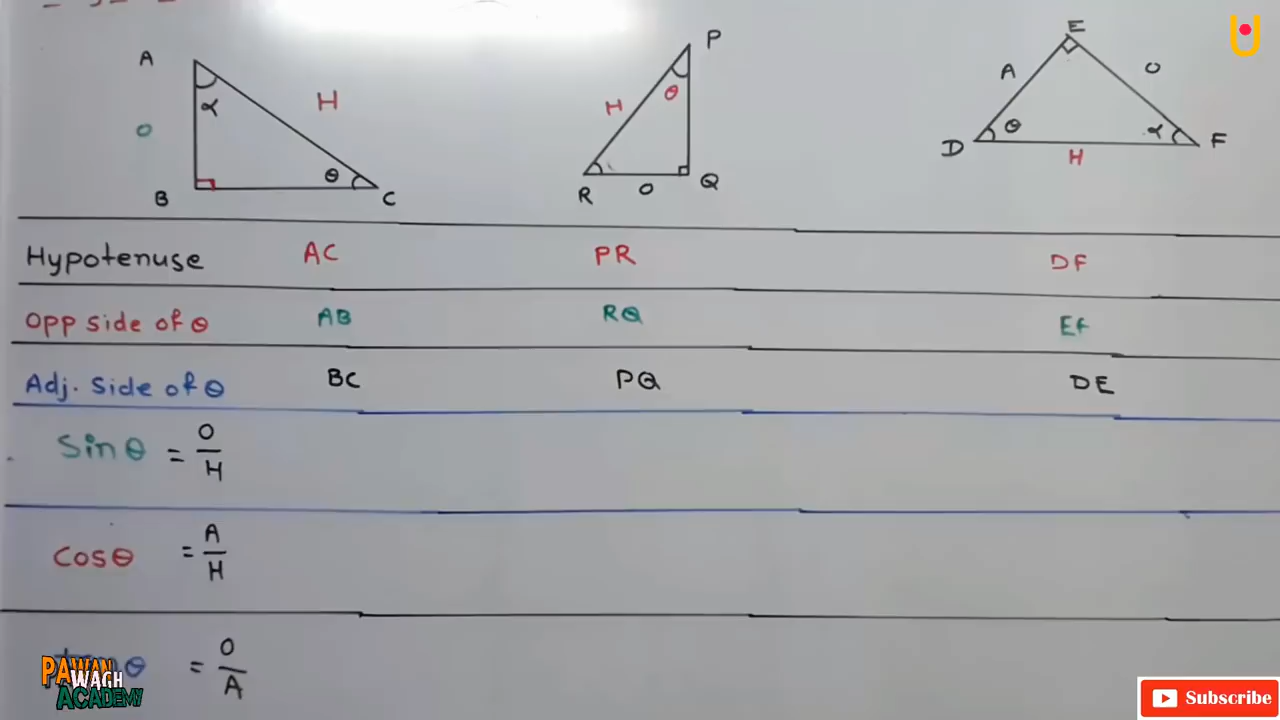 A
α
H
O
B
θ
C
P
H
θ
R
O
Q
E
A
O
D
θ
α
F
H
Hypotenuse AC PR DF
Opp side of θ AB RQ Ef
Adj. Side of θ BC PQ DE
Sinθ = O/H
Cosθ = A/H
tanθ = O/A
PAWAN
WAGH
ACADEMY
Subscribe